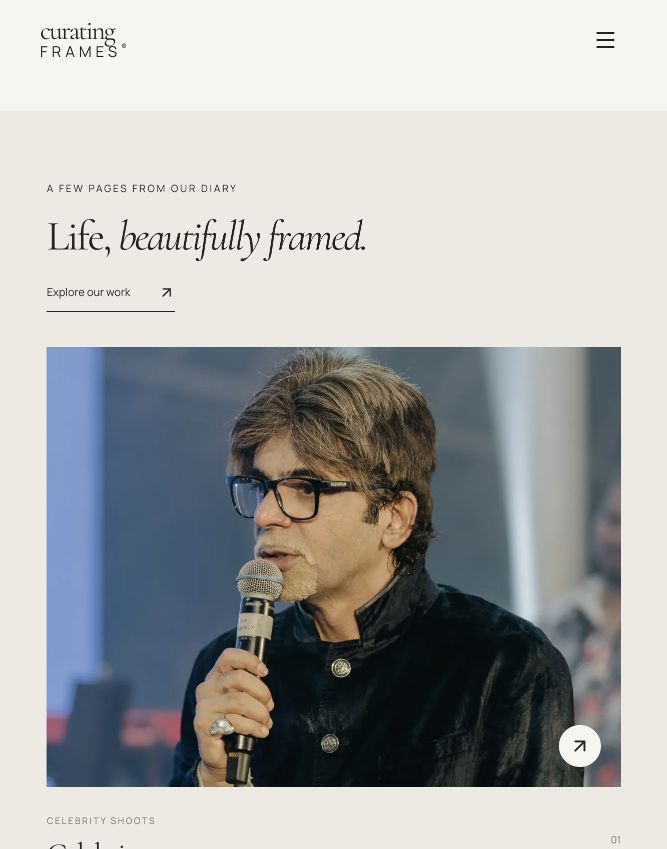 curating
FRAMES®
A FEW PAGES FROM OUR DIARY
Life, beautifully framed.
Explore our work
CELEBRITY SHOOTS
01